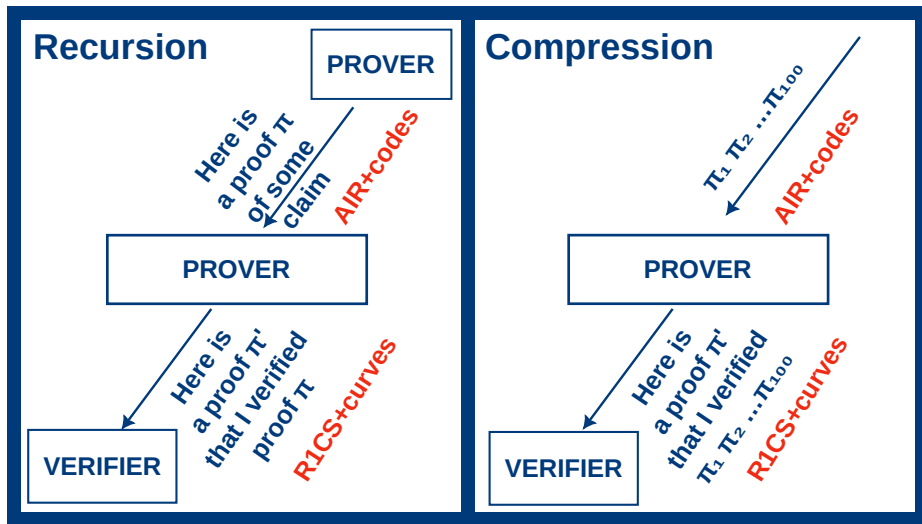 Recursion
PROVER
Here is
a proof π
of some
claim
AIR+codes
PROVER
Here is
a proof π'
that I verified
proof π
R1CS+curves
VERIFIER
Compression
π₁ π₂ ...π₁₀₀
AIR+codes
PROVER
Here is
a proof π'
that I verified
π₁ π₂ ...π₁₀₀
R1CS+curves
VERIFIER